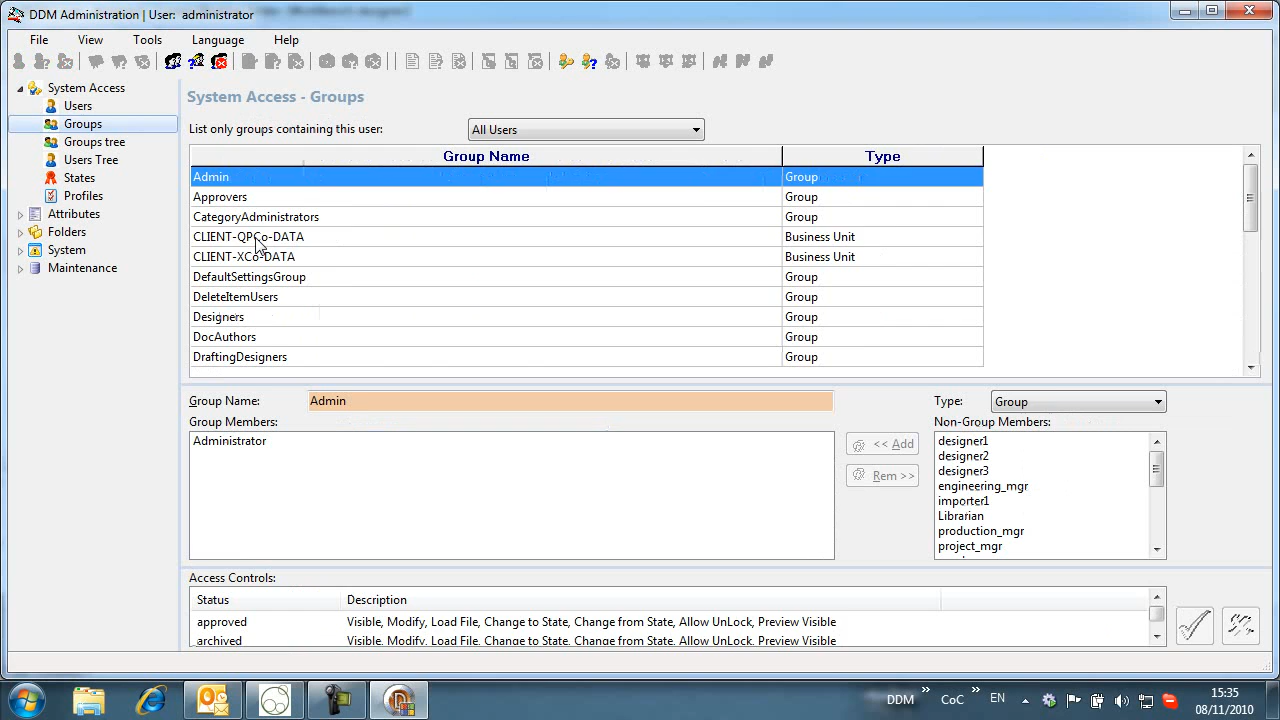 DDM Administration | User: administrator
File View Tools Language Help
System Access
Users
Groups
Groups tree
Users Tree
States
Profiles
Attributes
Folders
System
Maintenance
System Access - Groups
List only groups containing this user: All Users
Group Name Type
Admin Group
Approvers Group
CategoryAdministrators Group
CLIENT-QPCo-DATA Business Unit
CLIENT-XCo-DATA Business Unit
DefaultSettingsGroup Group
DeleteItemUsers Group
Designers Group
DocAuthors Group
DraftingDesigners Group
Group Name: Admin Type: Group
Group Members: Non-Group Members:
Administrator
<< Add
Rem >>
designer1
designer2
designer3
engineering_mgr
importer1
Librarian
production_mgr
project_mgr
Access Controls:
Status Description
approved Visible, Modify, Load File, Change to State, Change from State, Allow UnLock, Preview Visible
archived Visible, Modify, Load File, Change to State, Change from State, Allow UnLock, Preview Visible
DDM » CoC » EN 15:35
08/11/2010